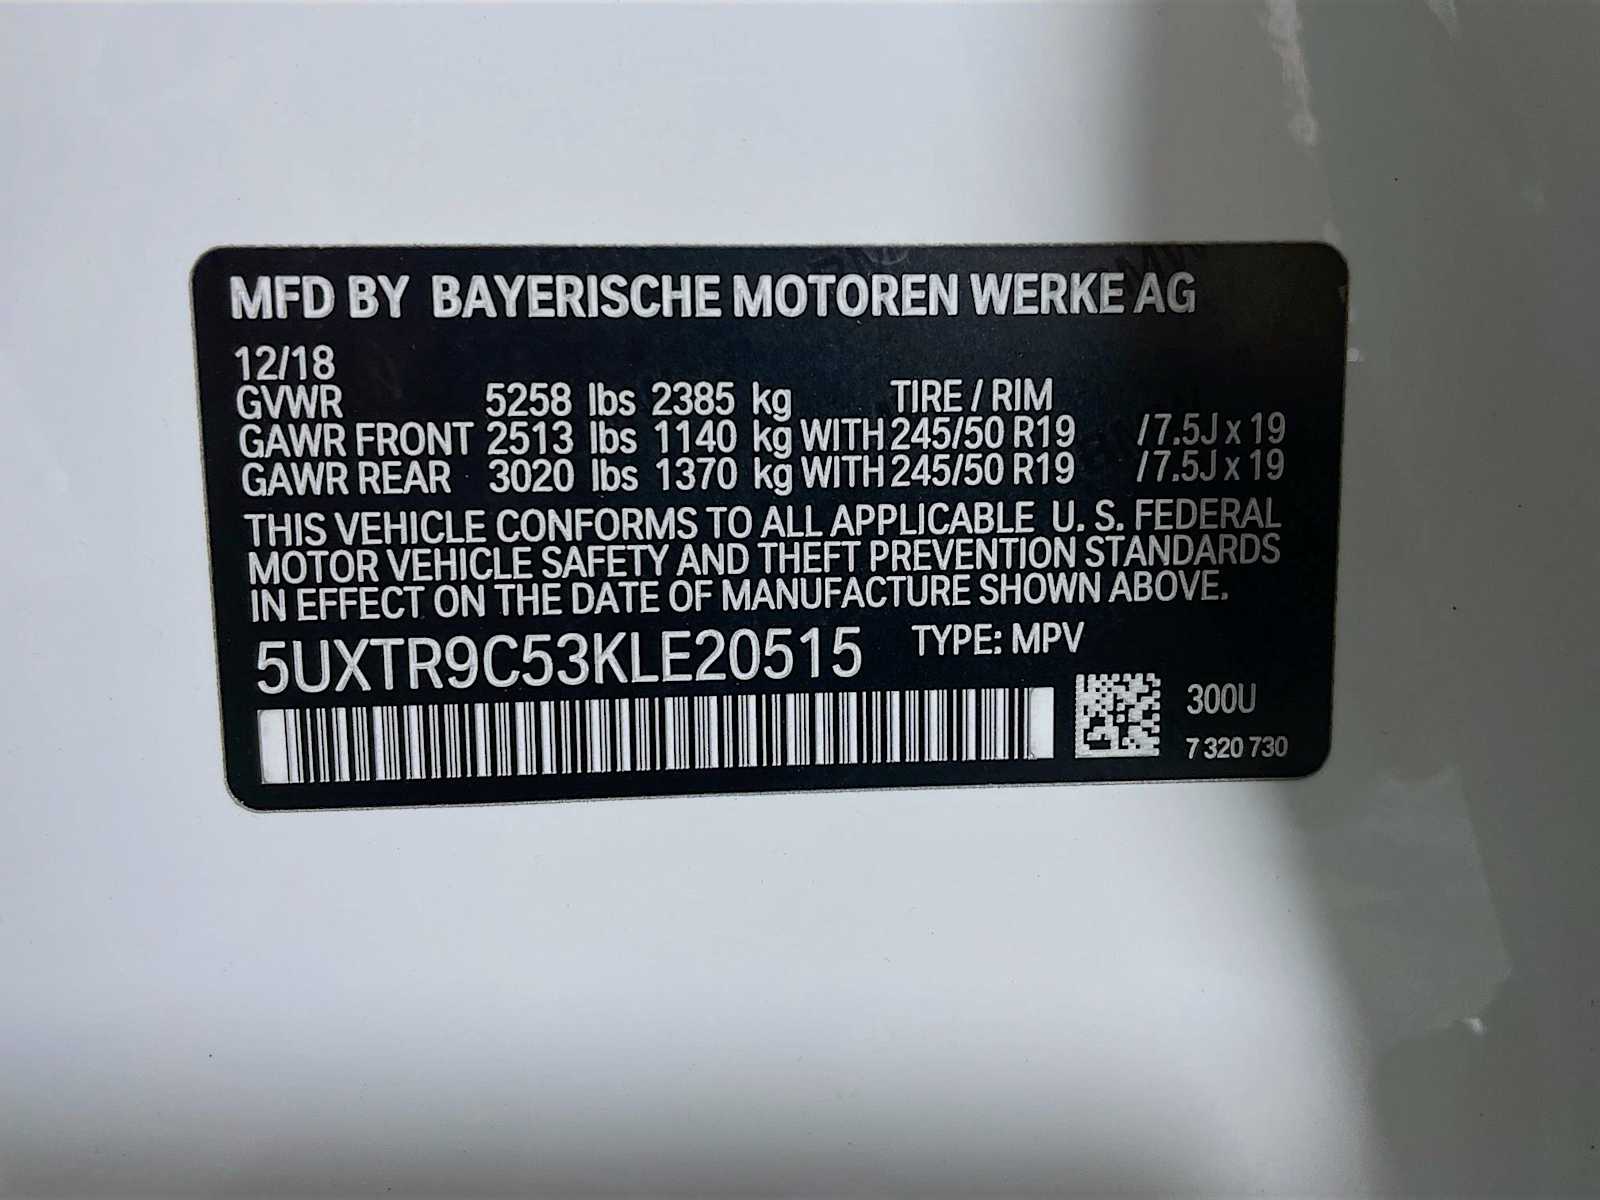 MFD BY BAYERISCHE MOTOREN WERKE AG
12/18
GVWR 5258 lbs 2385 kg TIRE / RIM
GAWR FRONT 2513 lbs 1140 kg WITH 245/50 R19 / 7.5J x 19
GAWR REAR 3020 lbs 1370 kg WITH 245/50 R19 / 7.5J x 19
THIS VEHICLE CONFORMS TO ALL APPLICABLE U. S. FEDERAL
MOTOR VEHICLE SAFETY AND THEFT PREVENTION STANDARDS
IN EFFECT ON THE DATE OF MANUFACTURE SHOWN ABOVE.
5UXTR9C53KLE20515 TYPE: MPV
300U
7 320 730